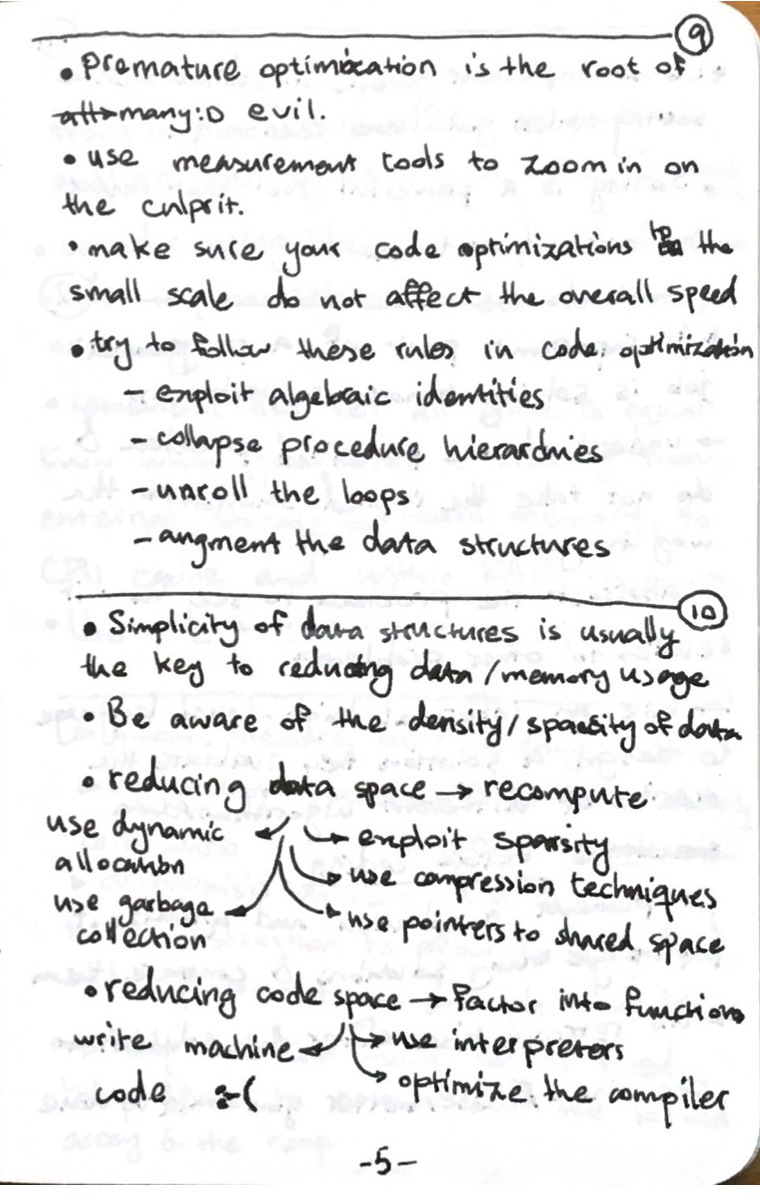 9
• Premature optimization is the root of
all → many :D evil.
• use measurement tools to zoom in on
the culprit.
• make sure your code optimizations in the
small scale do not affect the overall speed
• try to follow these rules in code optimization
– exploit algebraic identities
– collapse procedure hierarchies
– unroll the loops
– augment the data structures
10
• Simplicity of data structures is usually
the key to reducing data/memory usage
• Be aware of the density/sparsity of data
• reducing data space → recompute
use dynamic ↙ → exploit sparsity
allocation → use compression techniques
use garbage ← → use pointers to shared space
collection
• reducing code space → Factor into functions
write machine ← → use interpreters
code :-( → optimize the compiler
-5-